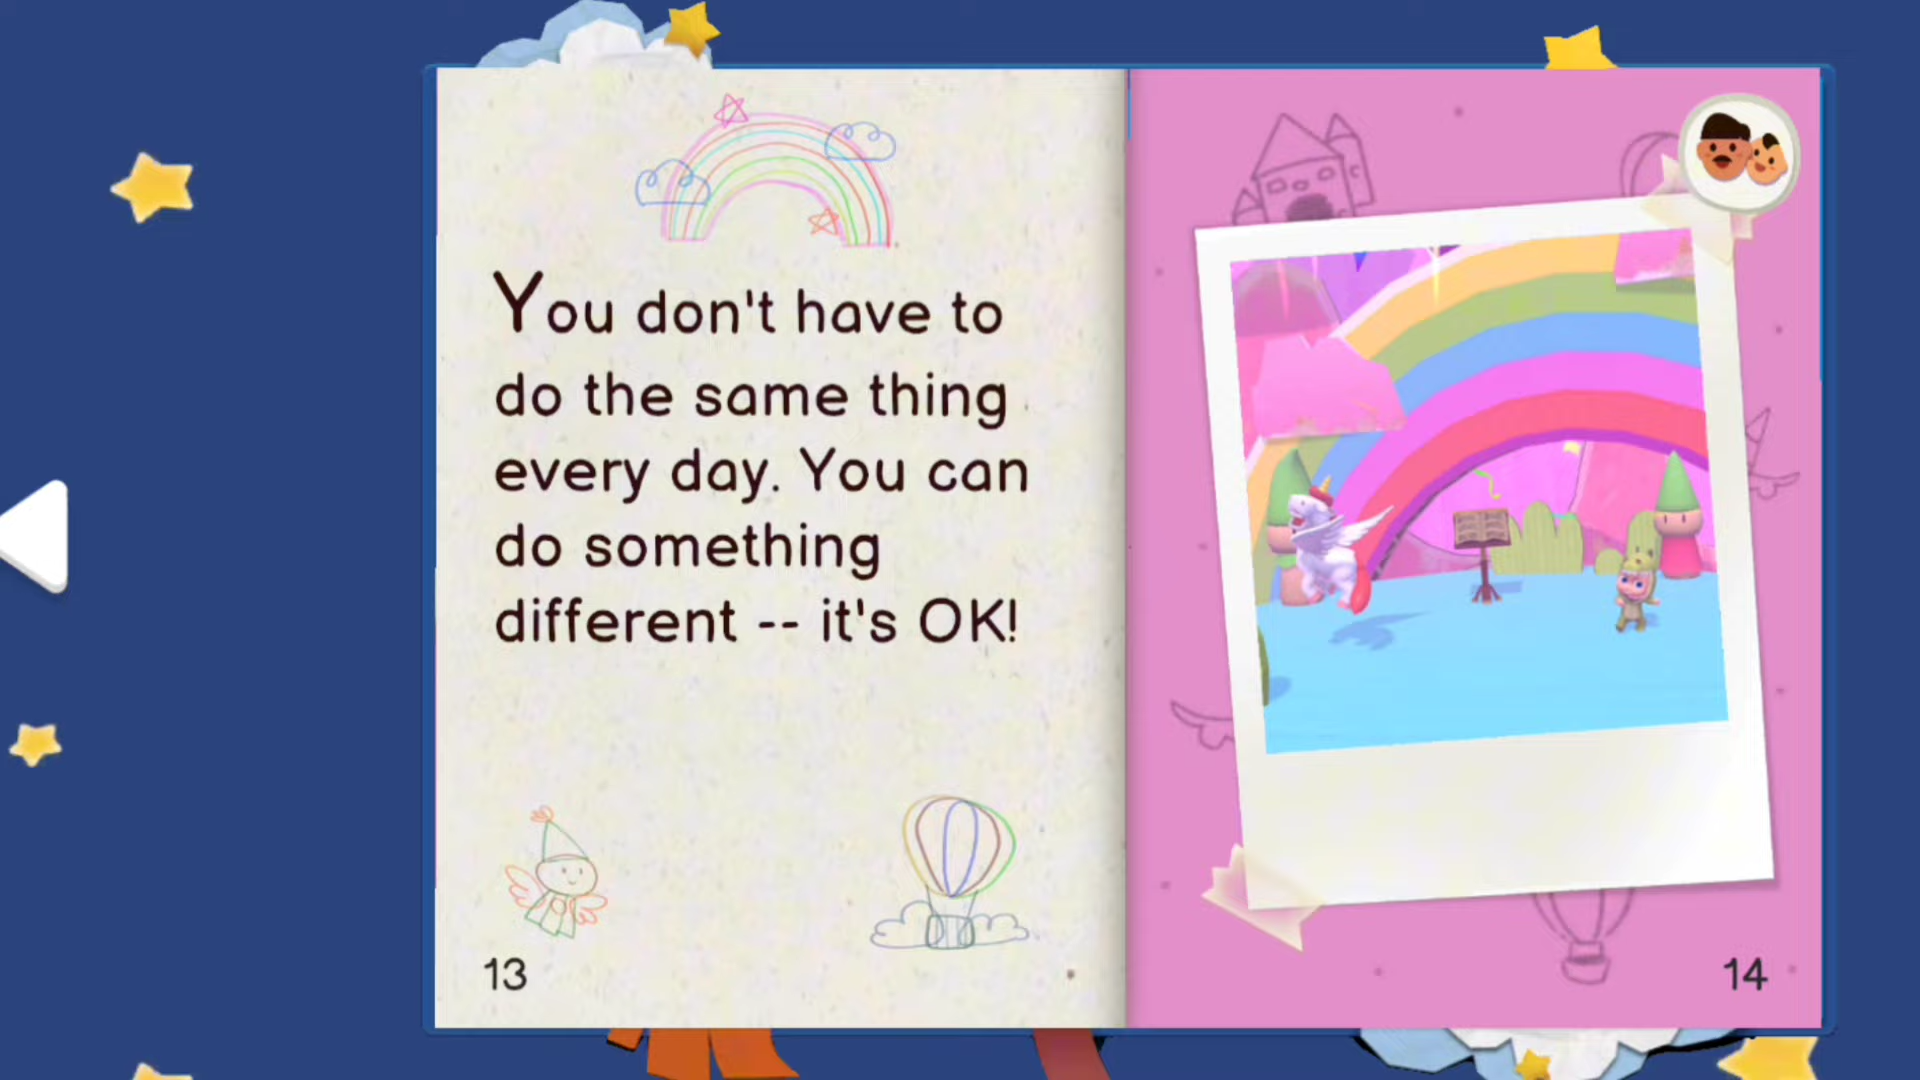 You don't have to
do the same thing
every day. You can
do something
different -- it's OK!
13
14